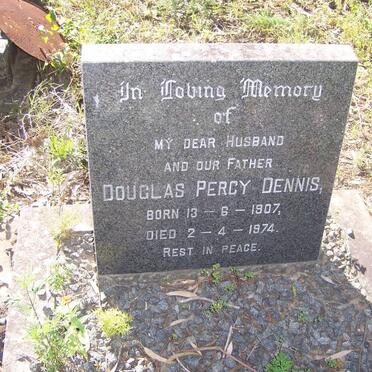 In Loving Memory
of
MY DEAR HUSBAND
AND OUR FATHER
DOUGLAS PERCY DENNIS,
BORN 13 – 6 – 1907,
DIED 2 – 4 – 1974.
REST IN PEACE.